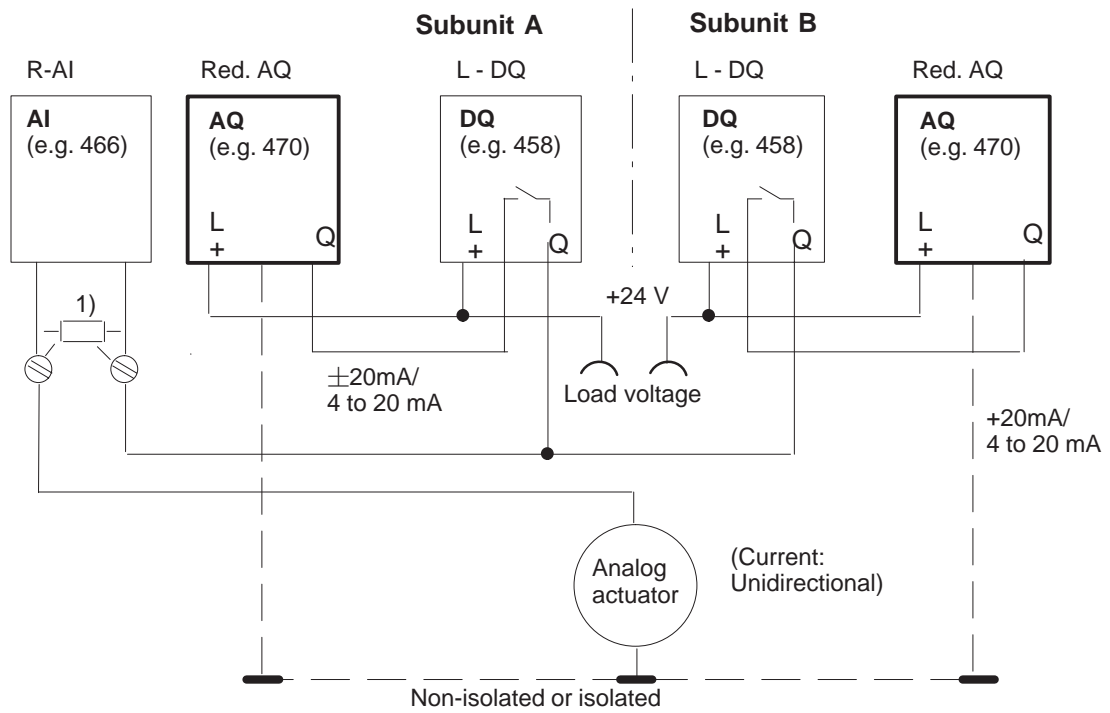 Subunit A
Subunit B
R-AI
Red. AQ
L - DQ
L - DQ
Red. AQ
AI
(e.g. 466)
AQ
(e.g. 470)
L
+
Q
DQ
(e.g. 458)
L
+
Q
DQ
(e.g. 458)
L
+
Q
AQ
(e.g. 470)
L
+
Q
1)
+24 V
±20mA/
4 to 20 mA
Load voltage
+20mA/
4 to 20 mA
Analog
actuator
(Current:
Unidirectional)
Non-isolated or isolated